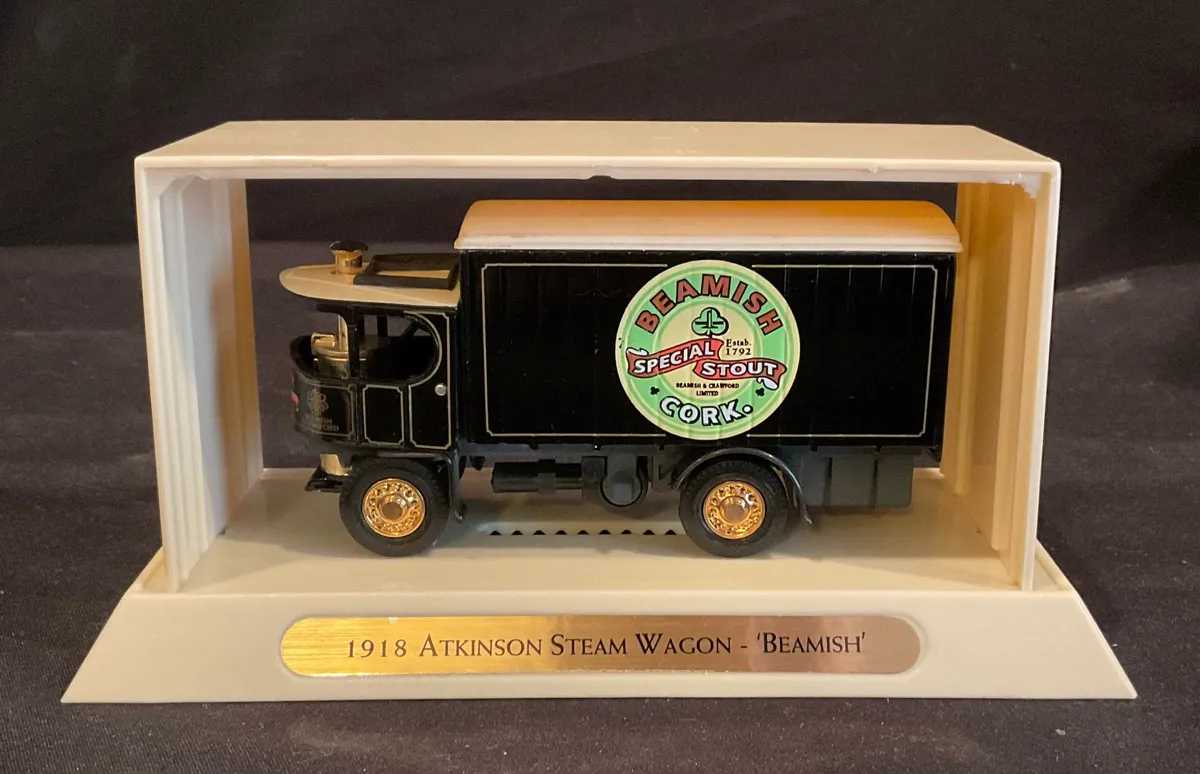 BEAMISH
Estab.
1792
SPECIAL STOUT
BEAMISH & CRAWFORD
LIMITED
CORK.
1918 ATKINSON STEAM WAGON - 'BEAMISH'